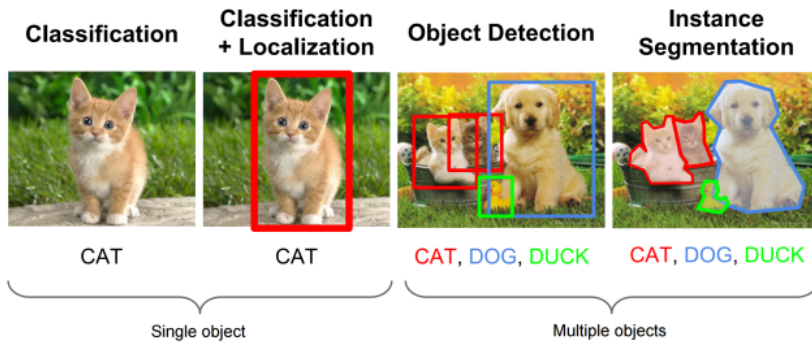 Classification
Classification
+ Localization
Object Detection
Instance
Segmentation
CAT
CAT
CAT, DOG, DUCK
CAT, DOG, DUCK
Single object
Multiple objects